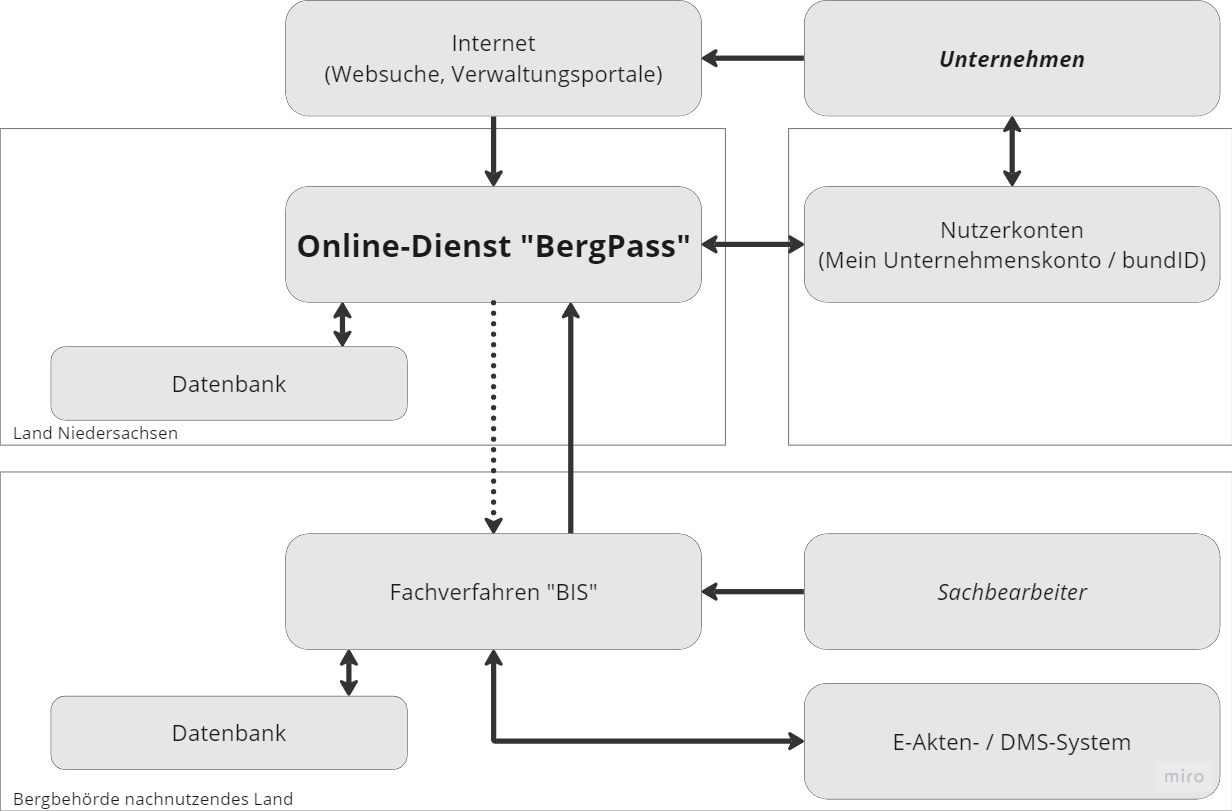 Internet
(Websuche, Verwaltungsportale)
Unternehmen
Online-Dienst "BergPass"
Nutzerkonten
(Mein Unternehmenskonto / bundID)
Datenbank
Land Niedersachsen
Fachverfahren "BIS"
Sachbearbeiter
Datenbank
E-Akten- / DMS-System
miro
Bergbehörde nachnutzendes Land